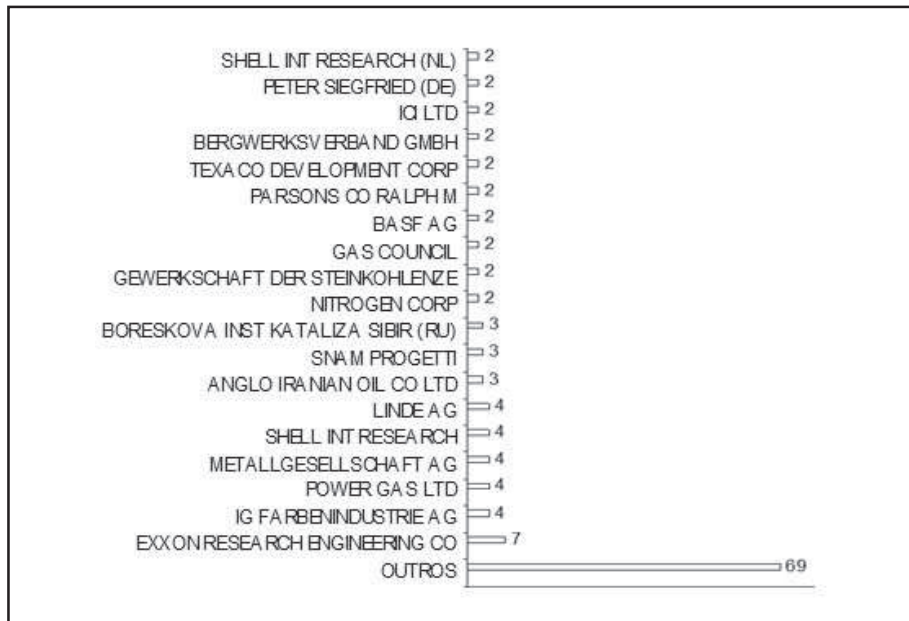 SHELL INT RESEARCH (NL) 2
PETER SIEGFRIED (DE) 2
ICI LTD 2
BERGWERKSVERBAND GMBH 2
TEXACO DEVELOPMENT CORP 2
PARSONS CO RALPH M 2
BASF AG 2
GAS COUNCIL 2
GEWERKSCHAFT DER STEINKOHLENZE 2
NITROGEN CORP 2
BORESKOVA INST KATALIZA SIBIR (RU) 3
SNAM PROGETTI 3
ANGLO IRANIAN OIL CO LTD 3
LINDE AG 4
SHELL INT RESEARCH 4
METALLGESELLSCHAFT AG 4
POWER GAS LTD 4
IG FARBENINDUSTRIE AG 4
EXXON RESEARCH ENGINEERING CO 7
OUTROS 69